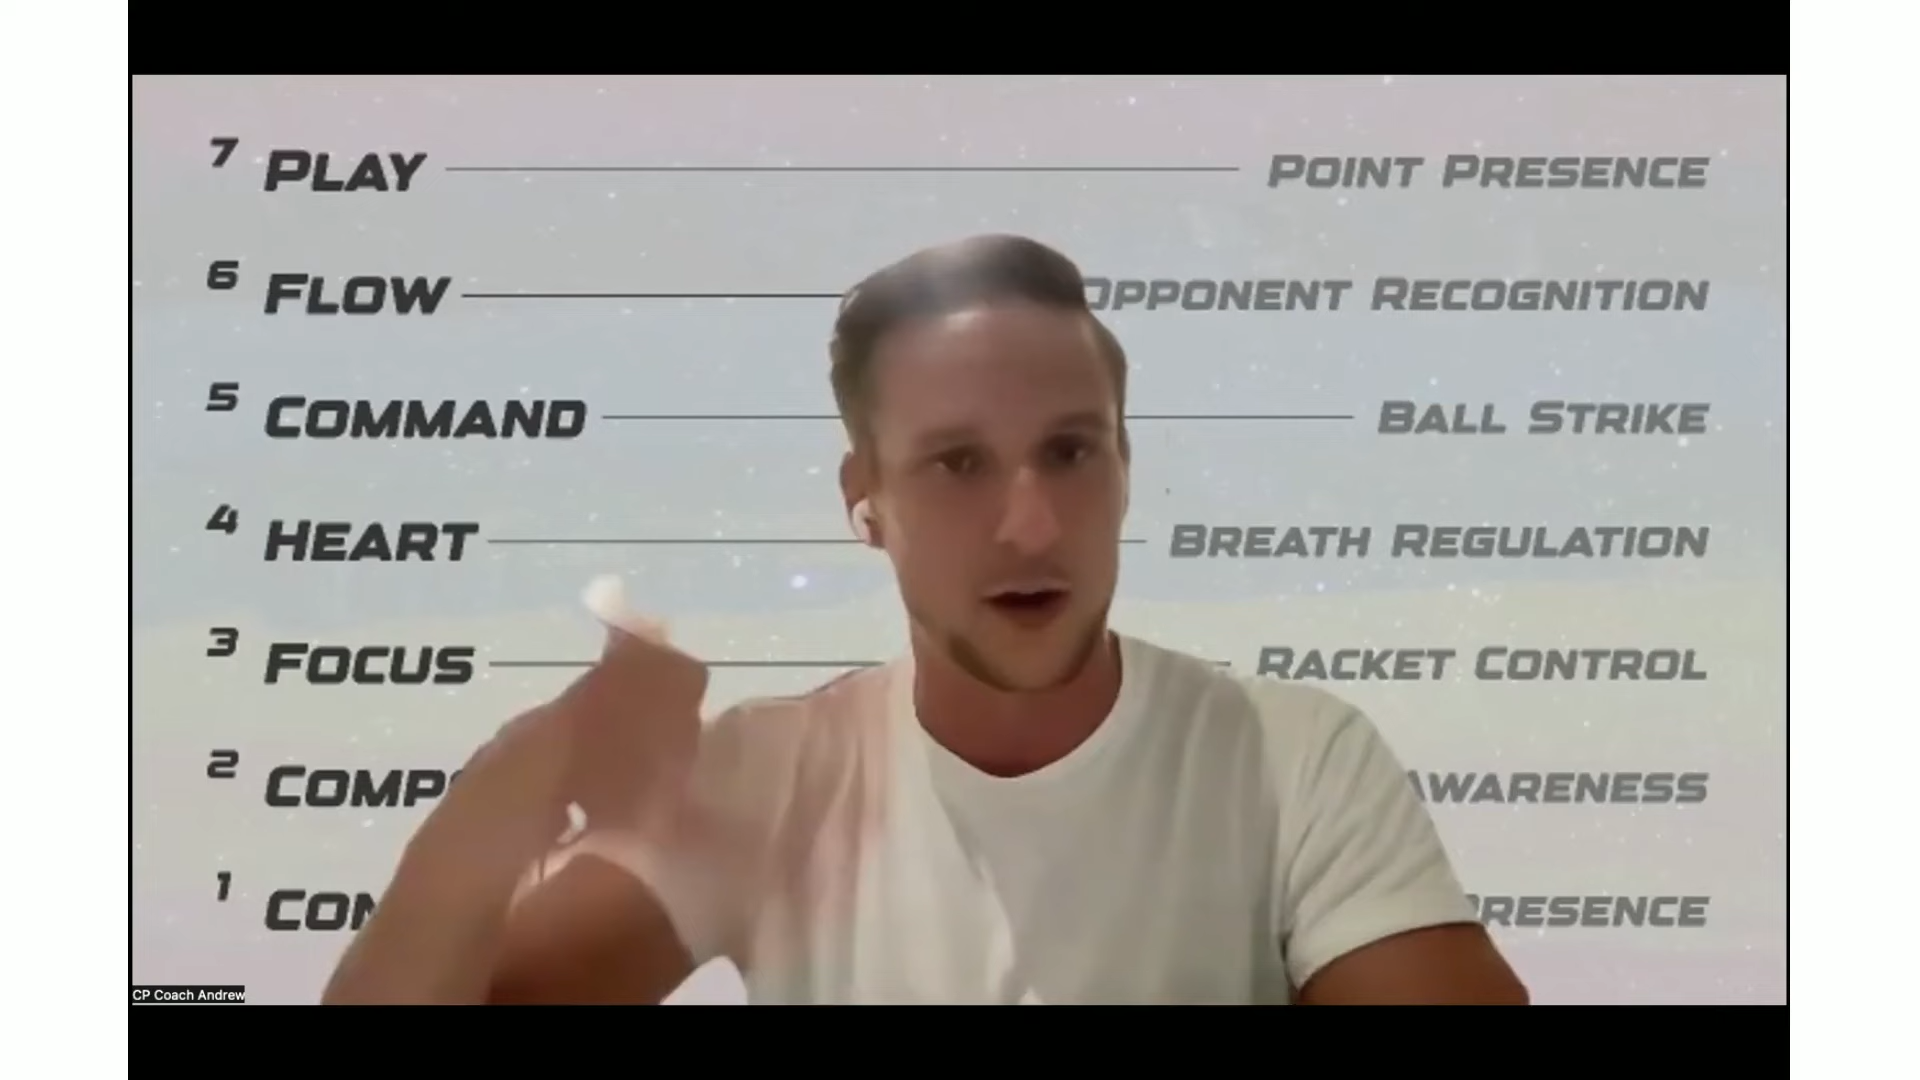 7 PLAY POINT PRESENCE
6 FLOW OPPONENT RECOGNITION
5 COMMAND BALL STRIKE
4 HEART BREATH REGULATION
3 FOCUS RACKET CONTROL
2 AWARENESS
1
CP Coach Andrew